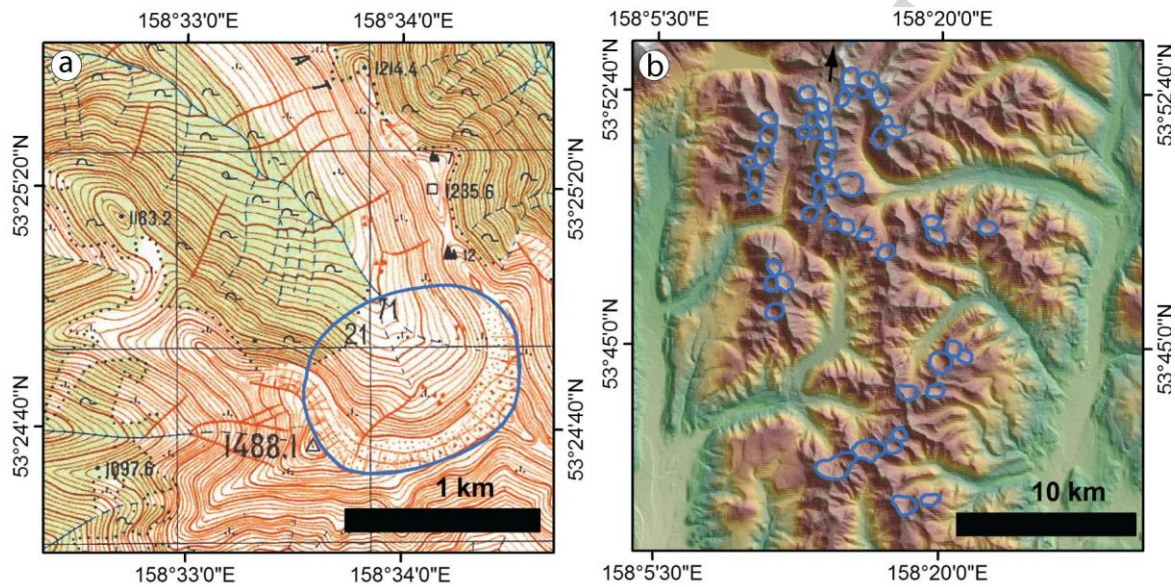 158°33'0"E
158°34'0"E
158°5'30"E
158°20'0"E
a
b
A
T
1214.4
53°25'20"N
53°25'20"N
1235.6
1183.2
12
71
21
53°24'40"N
53°24'40"N
1488.1
1097.6
1 km
158°33'0"E
158°34'0"E
53°52'40"N
53°52'40"N
53°45'0"N
53°45'0"N
10 km
158°5'30"E
158°20'0"E